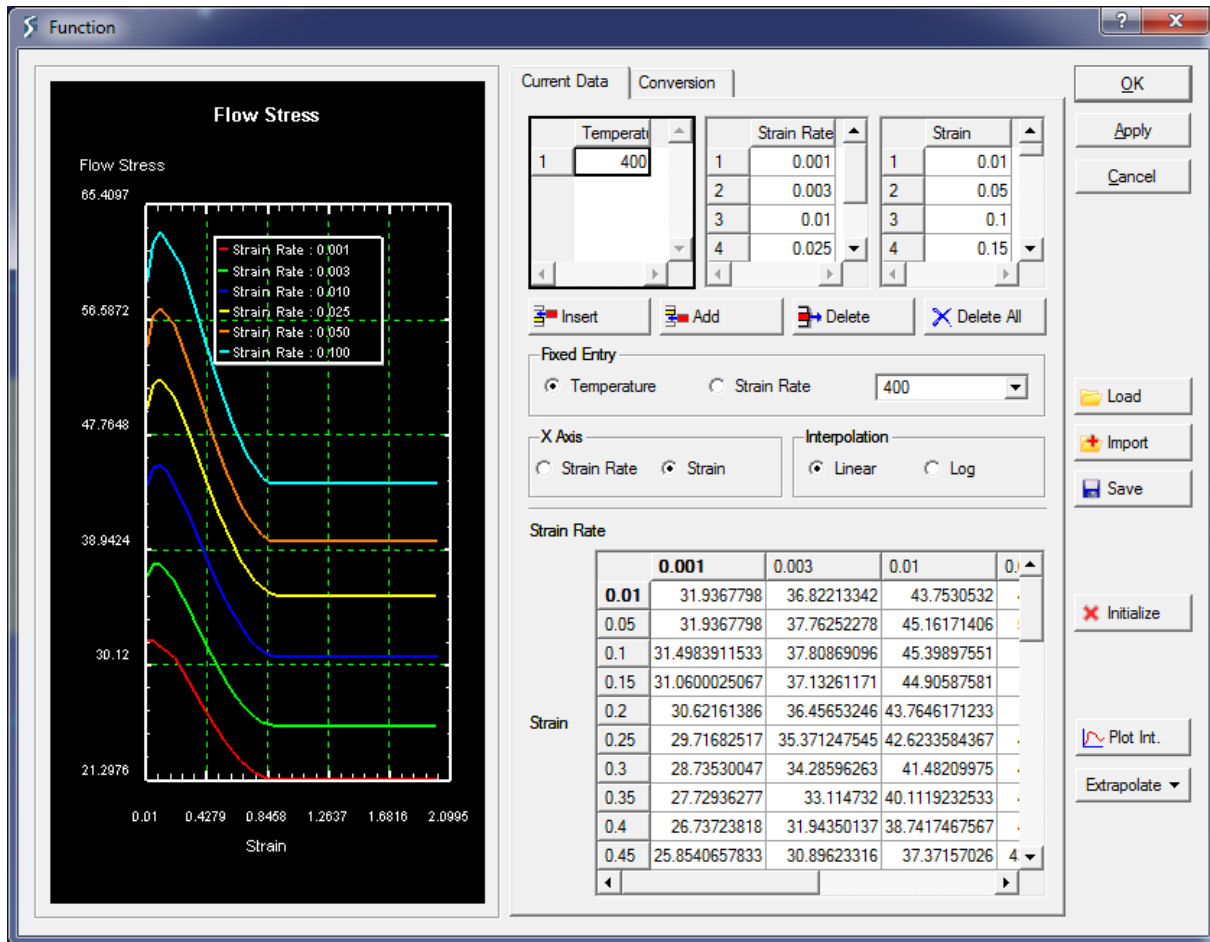 Function
?
X
Flow Stress
Flow Stress
65.4097
56.5872
47.7648
38.9424
30.12
21.2976
Strain Rate : 0.001
Strain Rate : 0.003
Strain Rate : 0.010
Strain Rate : 0.025
Strain Rate : 0.050
Strain Rate : 0.100
0.01 0.4279 0.8458 1.2637 1.6816 2.0995
Strain
Current Data Conversion
Temperat
1 400
Strain Rate
1 0.001
2 0.003
3 0.01
4 0.025
Strain
1 0.01
2 0.05
3 0.1
4 0.15
Insert Add Delete Delete All
Fixed Entry
Temperature Strain Rate 400
X Axis
Strain Rate Strain
Interpolation
Linear Log
Strain Rate
0.001 0.003 0.01
0.01 31.9367798 36.82213342 43.7530532
0.05 31.9367798 37.76252278 45.16171406
0.1 31.4983911533 37.80869096 45.39897551
0.15 31.0600025067 37.13261171 44.90587581
0.2 30.62161386 36.45653246 43.7646171233
Strain
0.25 29.71682517 35.371247545 42.6233584367
0.3 28.73530047 34.28596263 41.48209975
0.35 27.72936277 33.114732 40.1119232533
0.4 26.73723818 31.94350137 38.7417467567
0.45 25.8540657833 30.89623316 37.37157026
OK
Apply
Cancel
Load
Import
Save
Initialize
Plot Int.
Extrapolate